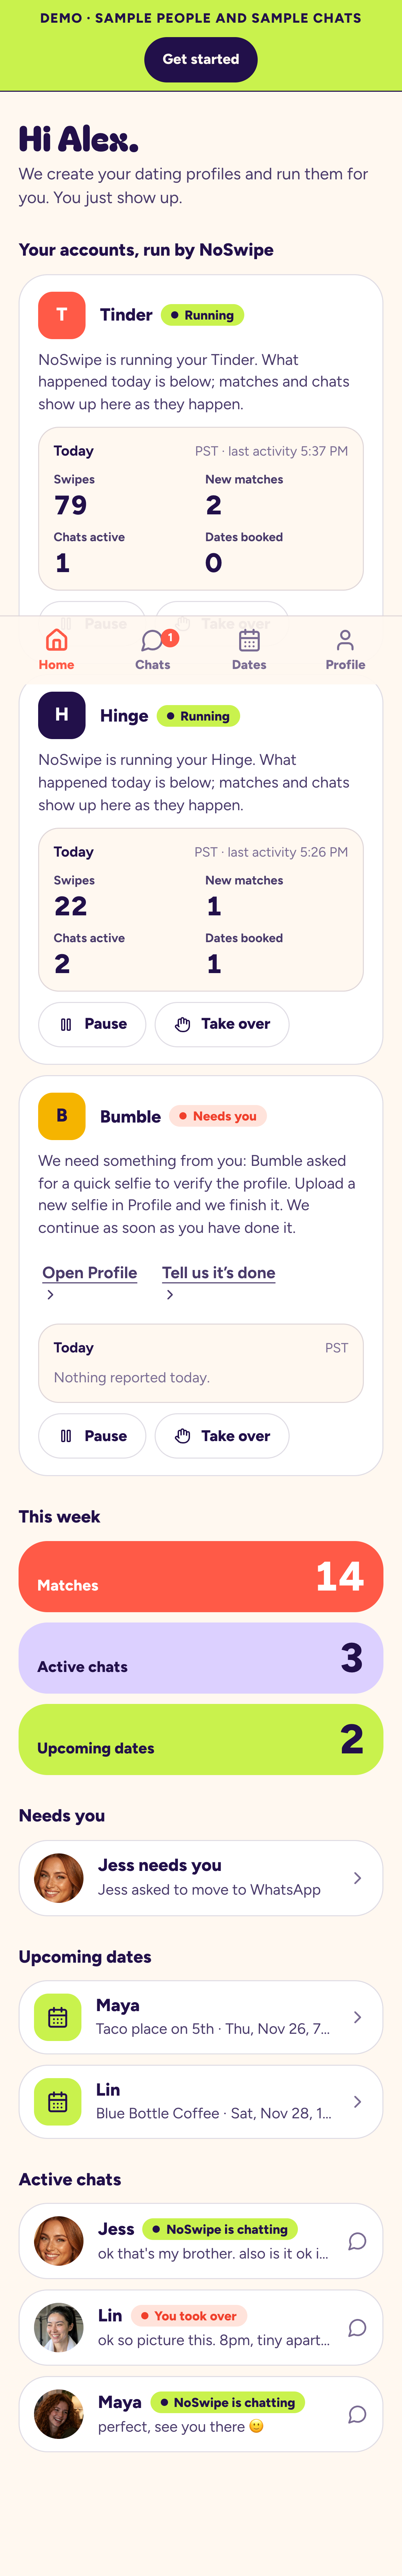 DEMO · SAMPLE PEOPLE AND SAMPLE CHATS
Get started
Hi Alex.
We create your dating profiles and run them for
you. You just show up.
Your accounts, run by NoSwipe
T
Tinder
Running
NoSwipe is running your Tinder. What
happened today is below; matches and chats
show up here as they happen.
Today
PST · last activity 5:37 PM
Swipes
New matches
79
2
Chats active
Dates booked
1
0
Pause
Take over
1
Home
Chats
Dates
Profile
H
Hinge
Running
NoSwipe is running your Hinge. What
happened today is below; matches and chats
show up here as they happen.
Today
PST · last activity 5:26 PM
Swipes
New matches
22
1
Chats active
Dates booked
2
1
Pause
Take over
B
Bumble
Needs you
We need something from you: Bumble asked
for a quick selfie to verify the profile. Upload a
new selfie in Profile and we finish it. We
continue as soon as you have done it.
Open Profile
Tell us it's done
Today
PST
Nothing reported today.
Pause
Take over
This week
Matches
14
Active chats
3
Upcoming dates
2
Needs you
Jess needs you
Jess asked to move to WhatsApp
Upcoming dates
Maya
Taco place on 5th · Thu, Nov 26, 7...
Lin
Blue Bottle Coffee · Sat, Nov 28, 1...
Active chats
Jess
NoSwipe is chatting
ok that's my brother. also is it ok i...
Lin
You took over
ok so picture this. 8pm, tiny apart...
Maya
NoSwipe is chatting
perfect, see you there 🙂